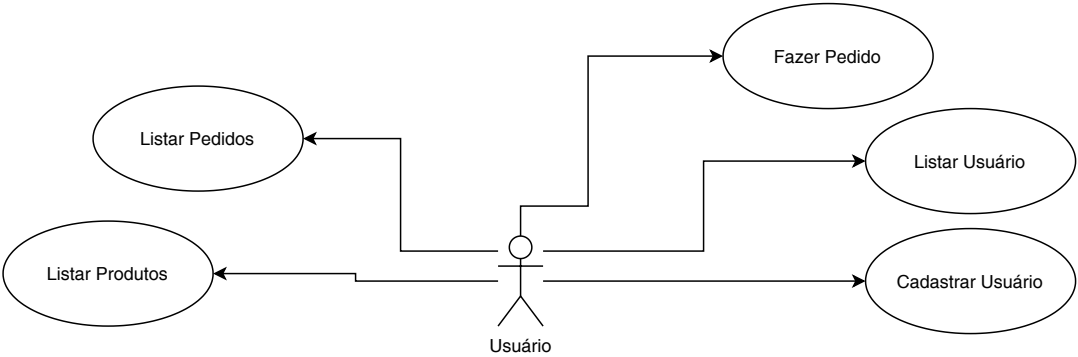 Fazer Pedido
Listar Pedidos
Listar Usuário
Listar Produtos
Cadastrar Usuário
Usuário